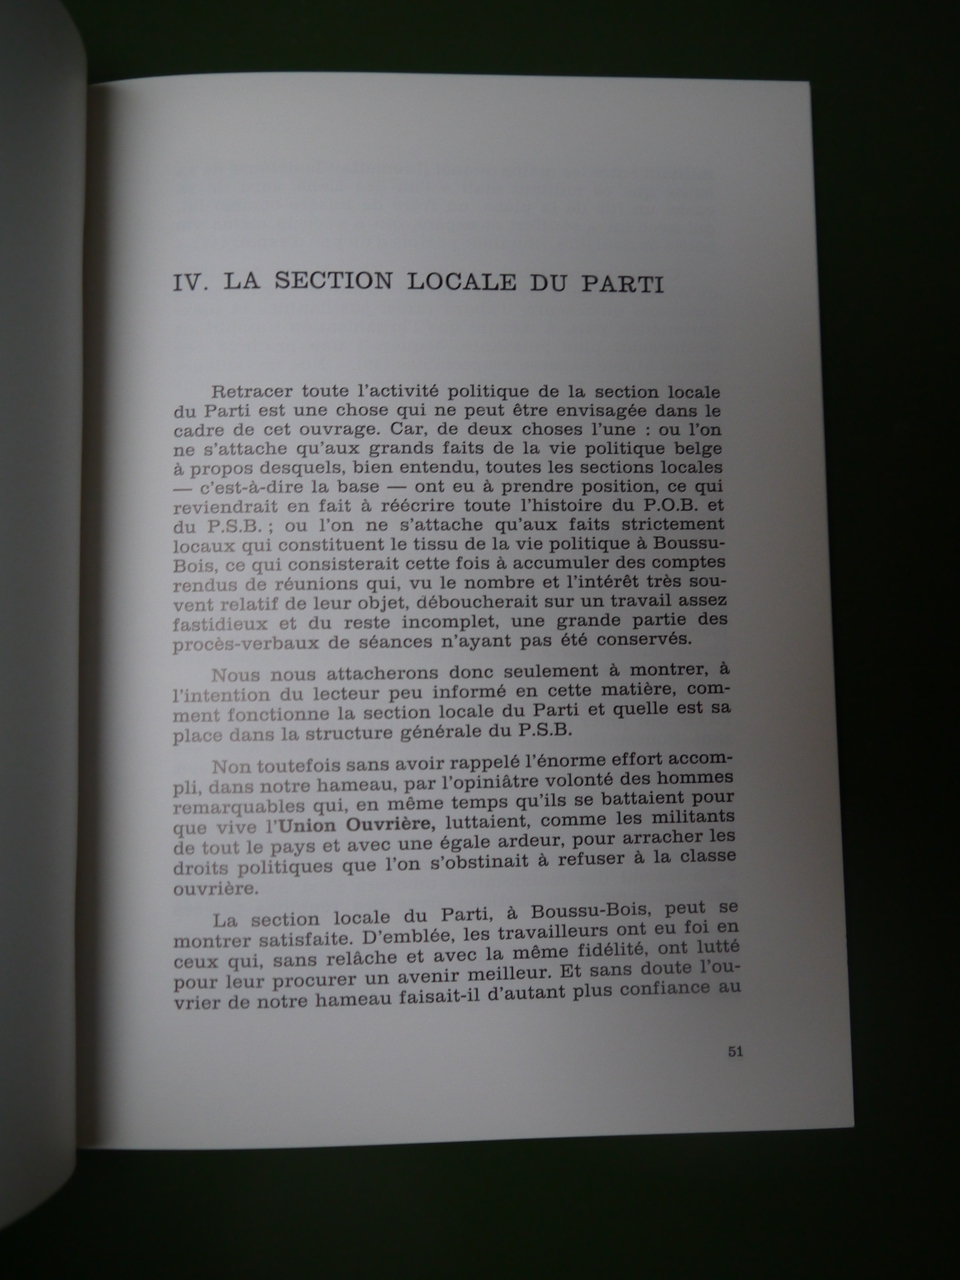 IV. LA SECTION LOCALE DU PARTI
Retracer toute l'activité politique de la section locale
du Parti est une chose qui ne peut être envisagée dans le
cadre de cet ouvrage. Car, de deux choses l'une : ou l'on
ne s'attache qu'aux grands faits de la vie politique belge
à propos desquels, bien entendu, toutes les sections locales
— c'est-à-dire la base — ont eu à prendre position, ce qui
reviendrait en fait à réécrire toute l'histoire du P.O.B. et
du P.S.B. ; ou l'on ne s'attache qu'aux faits strictement
locaux qui constituent le tissu de la vie politique à Boussu-
Bois, ce qui consisterait cette fois à accumuler des comptes
rendus de réunions qui, vu le nombre et l'intérêt très sou-
vent relatif de leur objet, déboucherait sur un travail assez
fastidieux et du reste incomplet, une grande partie des
procès-verbaux de séances n'ayant pas été conservés.
Nous nous attacherons donc seulement à montrer, à
l'intention du lecteur peu informé en cette matière, com-
ment fonctionne la section locale du Parti et quelle est sa
place dans la structure générale du P.S.B.
Non toutefois sans avoir rappelé l'énorme effort accom-
pli, dans notre hameau, par l'opiniâtre volonté des hommes
remarquables qui, en même temps qu'ils se battaient pour
que vive l'Union Ouvrière, luttaient, comme les militants
de tout le pays et avec une égale ardeur, pour arracher les
droits politiques que l'on s'obstinait à refuser à la classe
ouvrière.
La section locale du Parti, à Boussu-Bois, peut se
montrer satisfaite. D'emblée, les travailleurs ont eu foi en
ceux qui, sans relâche et avec la même fidélité, ont lutté
pour leur procurer un avenir meilleur. Et sans doute l'ou-
vrier de notre hameau faisait-il d'autant plus confiance au
51